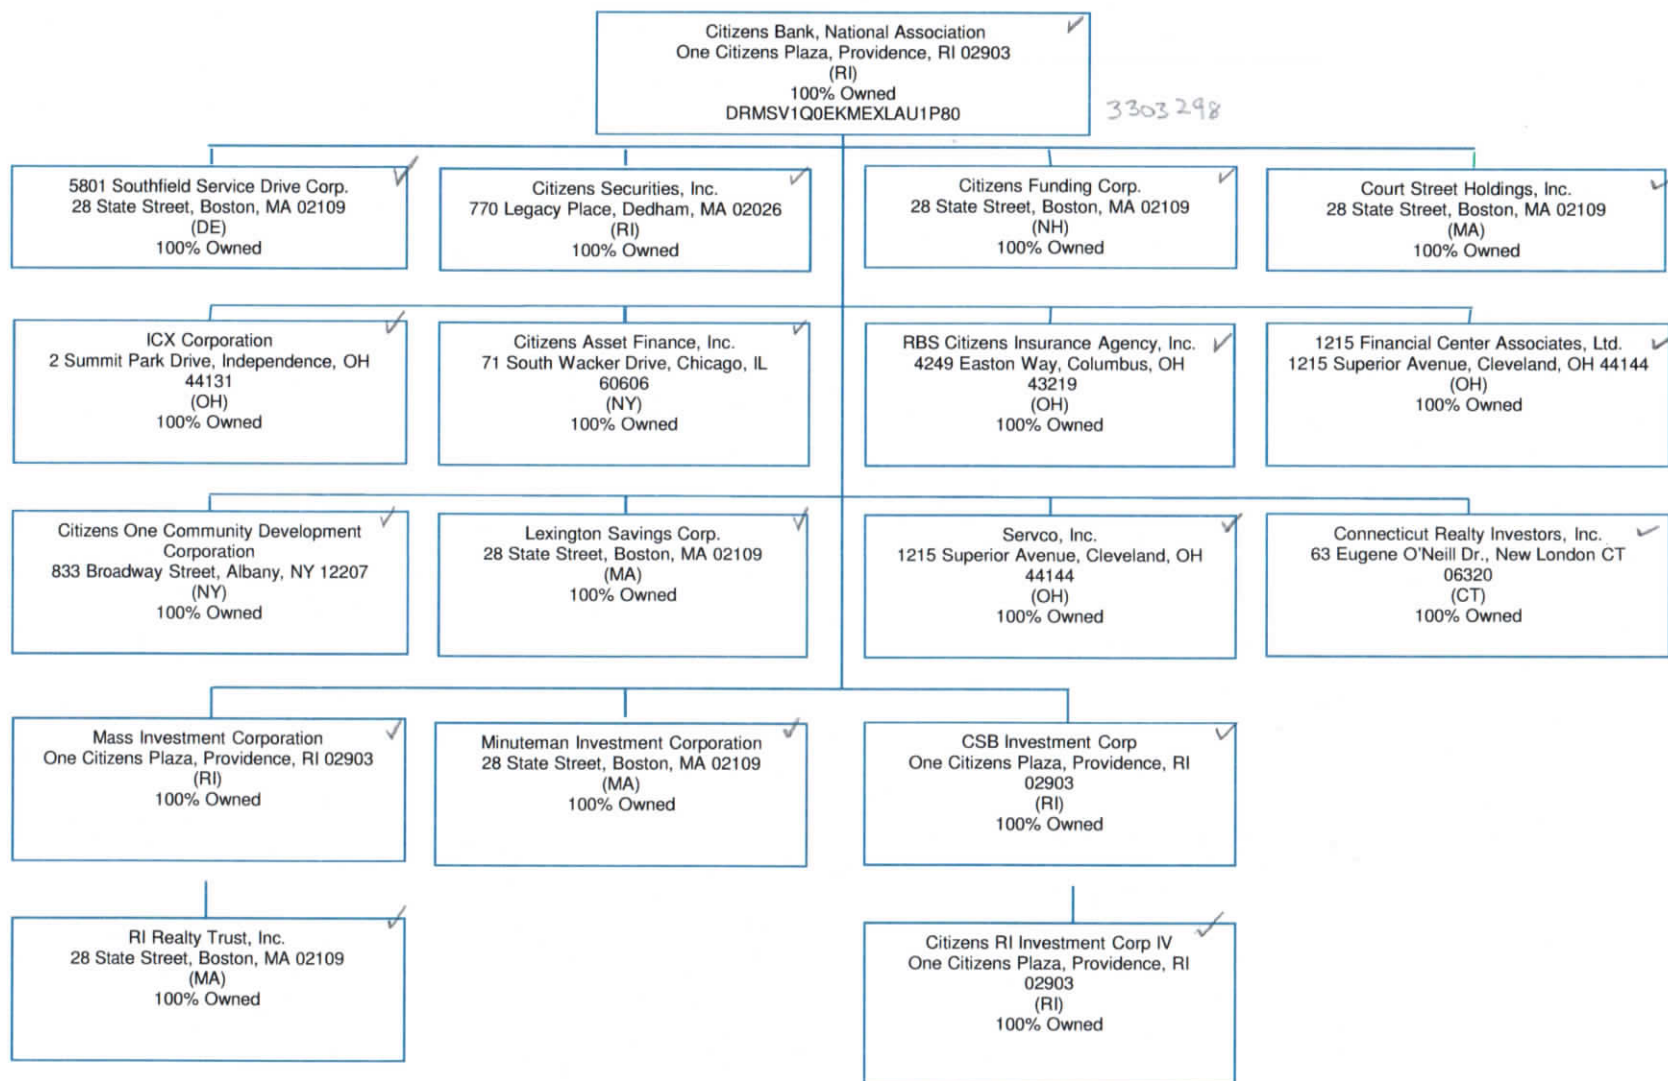 Citizens Bank, National Association
One Citizens Plaza, Providence, RI 02903
(RI)
100% Owned
DRMSV1Q0EKMEXLAU1P80
3303298
5801 Southfield Service Drive Corp.
28 State Street, Boston, MA 02109
(DE)
100% Owned
Citizens Securities, Inc.
770 Legacy Place, Dedham, MA 02026
(RI)
100% Owned
Citizens Funding Corp.
28 State Street, Boston, MA 02109
(NH)
100% Owned
Court Street Holdings, Inc.
28 State Street, Boston, MA 02109
(MA)
100% Owned
ICX Corporation
2 Summit Park Drive, Independence, OH
44131
(OH)
100% Owned
Citizens Asset Finance, Inc.
71 South Wacker Drive, Chicago, IL
60606
(NY)
100% Owned
RBS Citizens Insurance Agency, Inc.
4249 Easton Way, Columbus, OH
43219
(OH)
100% Owned
1215 Financial Center Associates, Ltd.
1215 Superior Avenue, Cleveland, OH 44144
(OH)
100% Owned
Citizens One Community Development
Corporation
833 Broadway Street, Albany, NY 12207
(NY)
100% Owned
Lexington Savings Corp.
28 State Street, Boston, MA 02109
(MA)
100% Owned
Servco, Inc.
1215 Superior Avenue, Cleveland, OH
44144
(OH)
100% Owned
Connecticut Realty Investors, Inc.
63 Eugene O'Neill Dr., New London CT
06320
(CT)
100% Owned
Mass Investment Corporation
One Citizens Plaza, Providence, RI 02903
(RI)
100% Owned
Minuteman Investment Corporation
28 State Street, Boston, MA 02109
(MA)
100% Owned
CSB Investment Corp
One Citizens Plaza, Providence, RI
02903
(RI)
100% Owned
RI Realty Trust, Inc.
28 State Street, Boston, MA 02109
(MA)
100% Owned
Citizens RI Investment Corp IV
One Citizens Plaza, Providence, RI
02903
(RI)
100% Owned